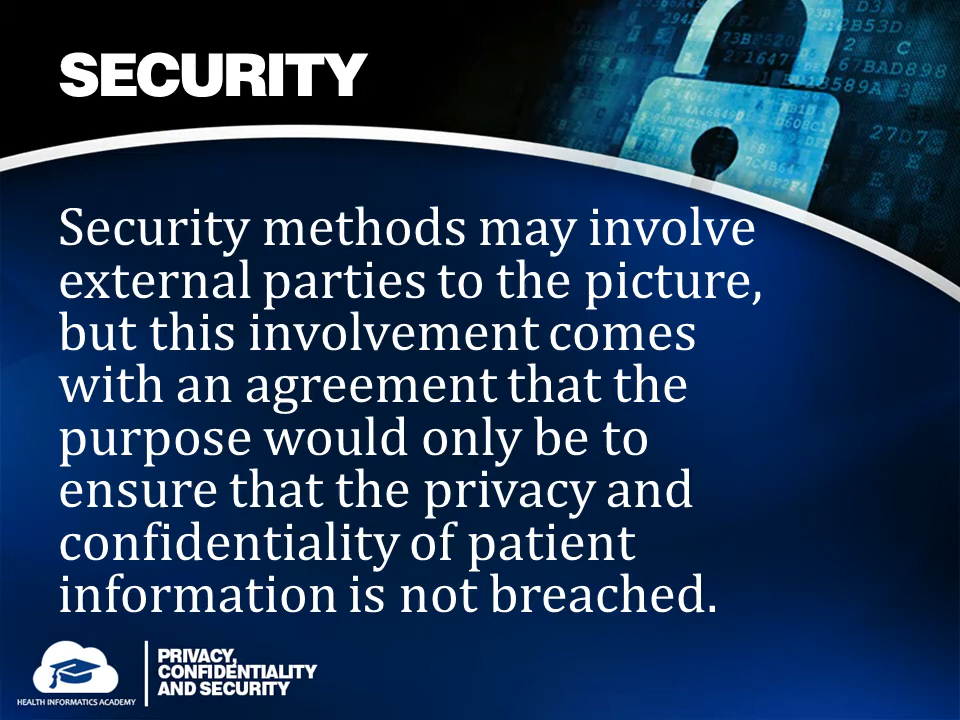 SECURITY
Security methods may involve
external parties to the picture,
but this involvement comes
with an agreement that the
purpose would only be to
ensure that the privacy and
confidentiality of patient
information is not breached.
HEALTH INFORMATICS ACADEMY
PRIVACY,
CONFIDENTIALITY
AND SECURITY